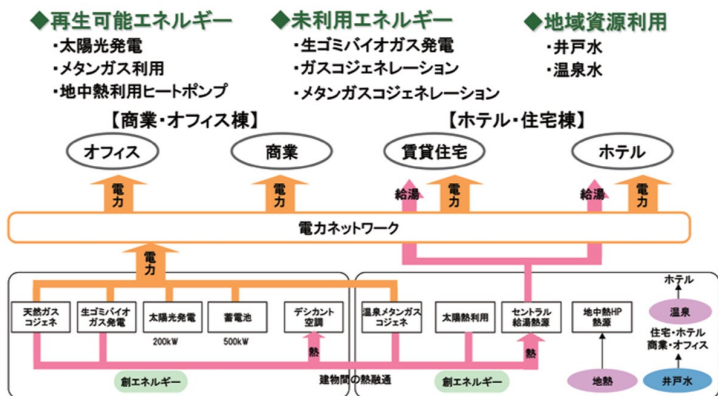 ◆再生可能エネルギー
・太陽光発電
・メタンガス利用
・地中熱利用ヒートポンプ
◆未利用エネルギー
・生ゴミバイオガス発電
・ガスコジェネレーション
・メタンガスコジェネレーション
◆地域資源利用
・井戸水
・温泉水
【商業・オフィス棟】
【ホテル・住宅棟】
オフィス
商業
賃貸住宅
ホテル
電力
電力
給湯
電力
給湯
電力
電力ネットワーク
電力
天然ガス
コジェネ
生ゴミバイオ
ガス発電
太陽光発電
200kW
蓄電池
500kW
デシカント
空調
熱
温泉メタンガス
コジェネ
太陽熱利用
セントラル
給湯熱源
熱
地中熱HP
熱源
地熱
ホテル
温泉
住宅・ホテル
商業・オフィス
井戸水
建物間の熱融通
創エネルギー
創エネルギー